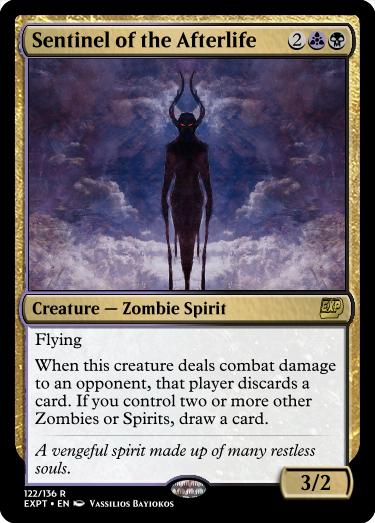 Sentinel of the Afterlife 2
Creature — Zombie Spirit EXP
Flying
When this creature deals combat damage
to an opponent, that player discards a
card. If you control two or more other
Zombies or Spirits, draw a card.
A vengeful spirit made up of many restless
souls.
3/2
122/136 R
EXPT • EN VASSILIOS BAYIOKOS